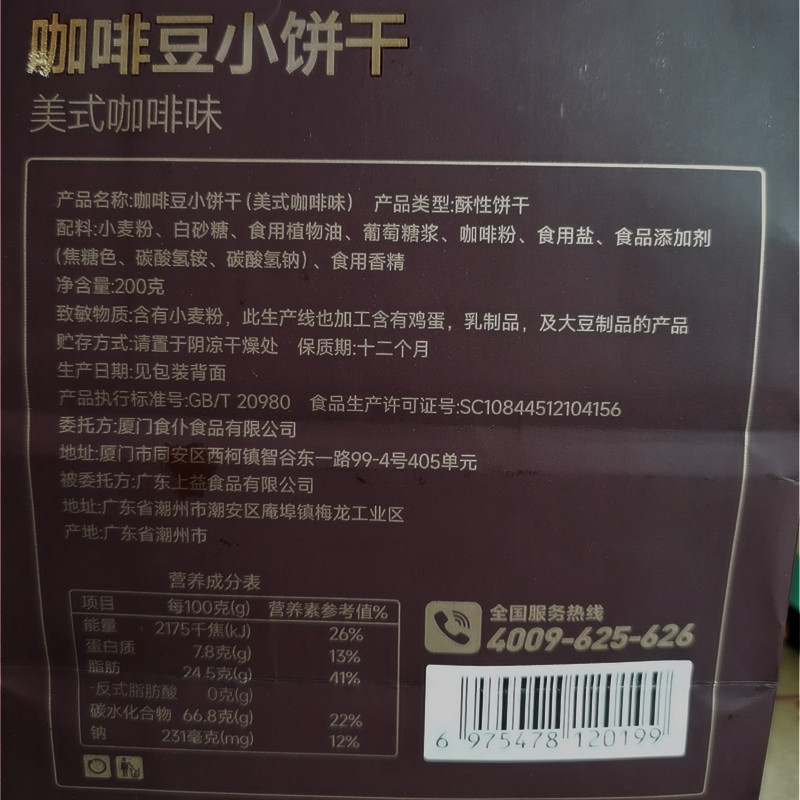 咖啡豆小饼干
美式咖啡味
产品名称:咖啡豆小饼干(美式咖啡味) 产品类型:酥性饼干
配料:小麦粉、白砂糖、食用植物油、葡萄糖浆、咖啡粉、食用盐、食品添加剂
(焦糖色、碳酸氢铵、碳酸氢钠)、食用香精
净含量:200克
致敏物质:含有小麦粉，此生产线也加工含有鸡蛋，乳制品，及大豆制品的产品
贮存方式:请置于阴凉干燥处 保质期:十二个月
生产日期:见包装背面
产品执行标准号:GB/T 20980 食品生产许可证号:SC10844512104156
委托方:厦门食仆食品有限公司
地址:厦门市同安区西柯镇智谷东一路99-4号405单元
被委托方:广东上益食品有限公司
地址:广东省潮州市潮安区庵埠镇梅龙工业区
产地:广东省潮州市
营养成分表
项目 每100克(g) 营养素参考值%
能量 2175千焦(kJ) 26%
蛋白质 7.8克(g) 13%
脂肪 24.5克(g) 41%
-反式脂肪酸 0克(g)
碳水化合物 66.8克(g) 22%
钠 231毫克(mg) 12%
全国服务热线
4009-625-626
6 975478 120199